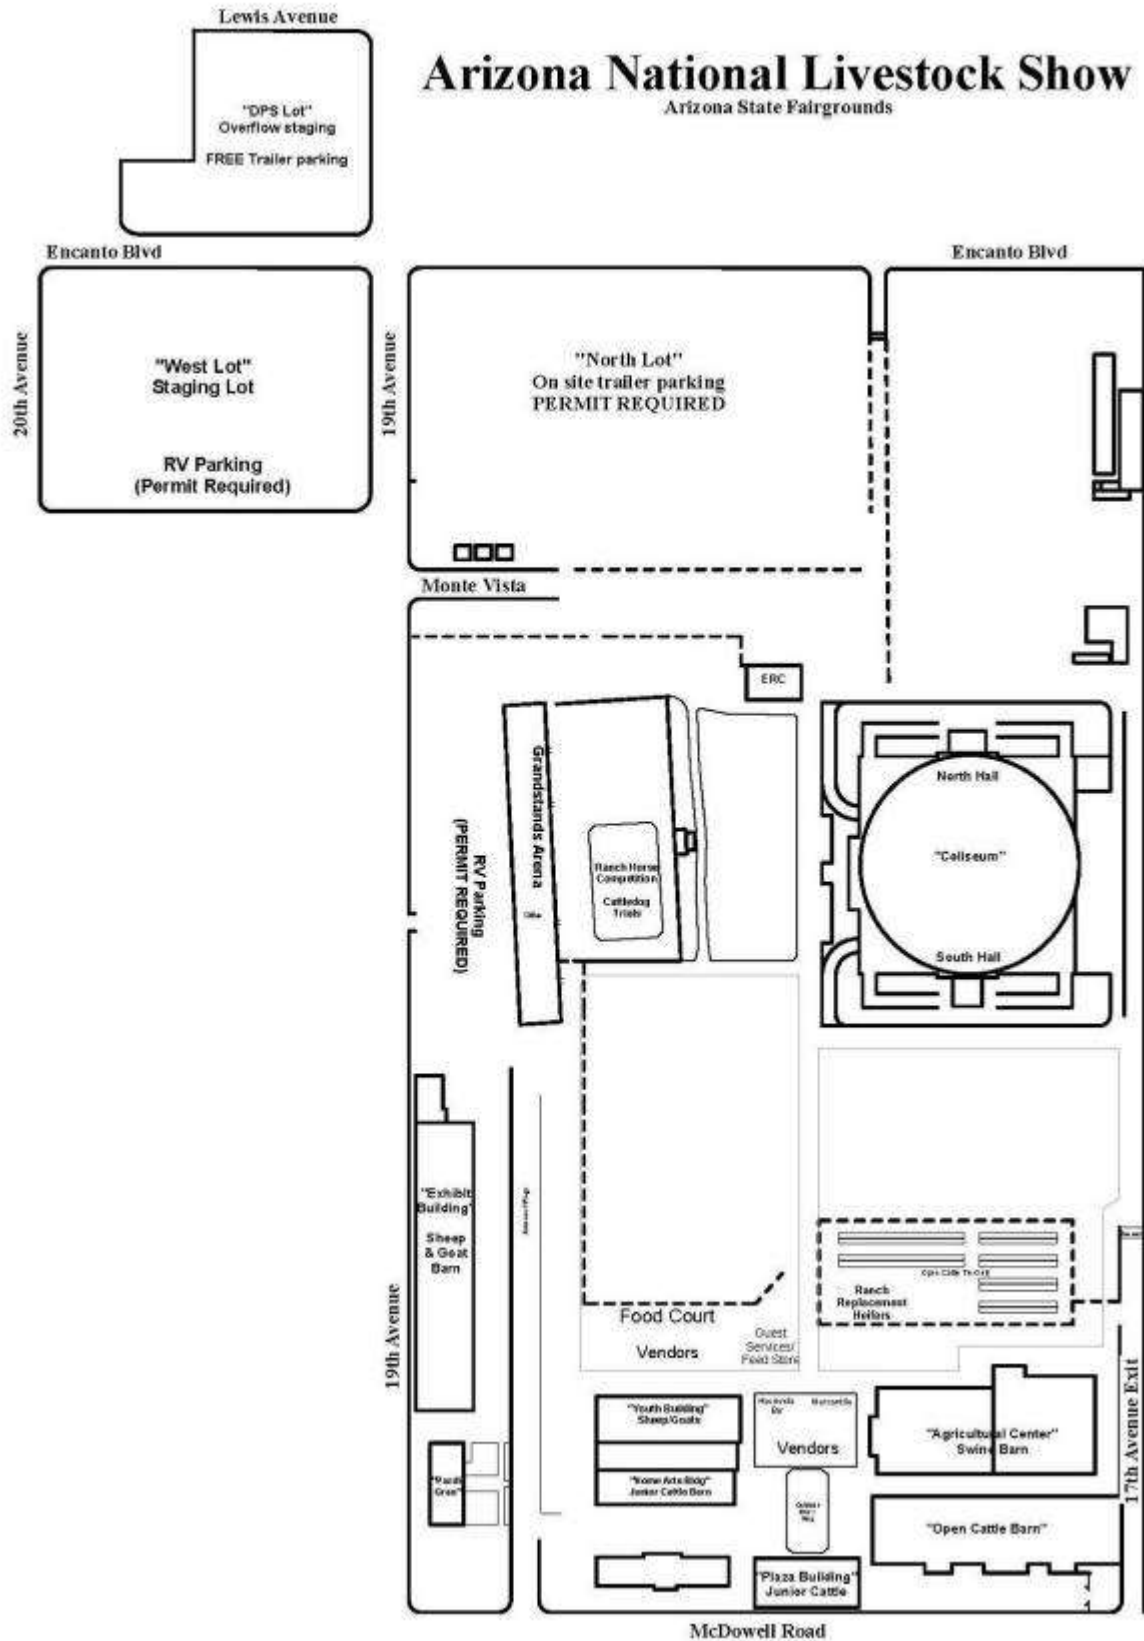 Lewis Avenue
Arizona National Livestock Show
Arizona State Fairgrounds
"DPS Lot"
Overflow staging
FREE Trailer parking
Encanto Blvd
Encanto Blvd
20th Avenue
"West Lot"
Staging Lot
RV Parking
(Permit Required)
19th Avenue
"North Lot"
On site trailer parking
PERMIT REQUIRED
Monte Vista
ERC
Grandstands Arena
RV Parking
(PERMIT REQUIRED)
Ranch Horse
Competition
Cattledog
Trials
North Hall
"Coliseum"
South Hall
"Exhibit
Building"
Sheep
& Goat
Barn
19th Avenue
Ranch
Replacement
Heifers
Food Court
Vendors
Guest
Services/
Feed Store
"Youth Building"
Sheep/Goats
"Home Arts Bldg"
Junior Cattle Barn
Mercantile
Vendors
"Agricultural Center"
Swine Barn
17th Avenue Exit
"Open Cattle Barn"
"Plaza Building"
Junior Cattle
McDowell Road